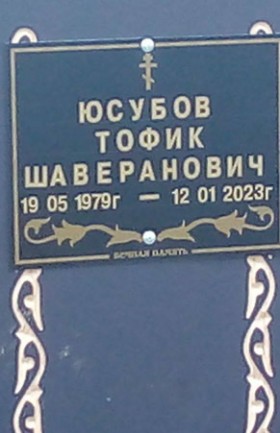 ЮСУБОВ
ТОФИК
ШАВЕРАНОВИЧ
19 05 1979г — 12 01 2023г
ВЕЧНАЯ ПАМЯТЬ